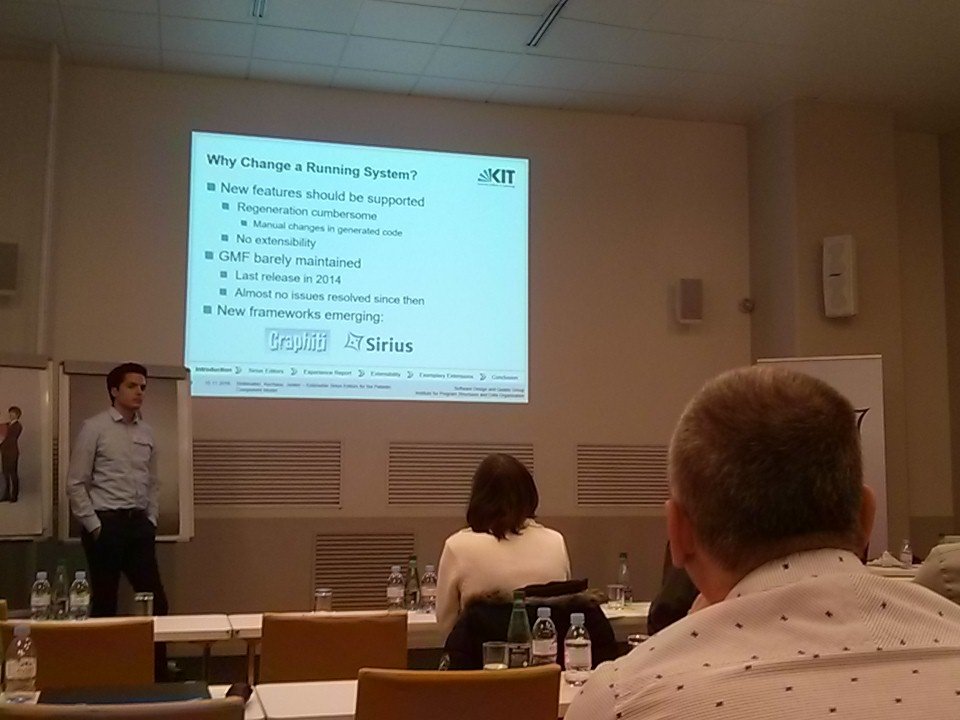 Why Change a Running System?
KIT
New features should be supported
Regeneration cumbersome
Manual changes in generated code
No extensibility
GMF barely maintained
Last release in 2014
Almost no issues resolved since then
New frameworks emerging:
Graphiti Sirius
Introduction Sirius Editors Experience Report Extensibility Exemplary Extensions Conclusion
Extensible Sirius Editors for the Palladio
Component Model
Software Design and Quality Group
Institute for Program Structures and Data Organization